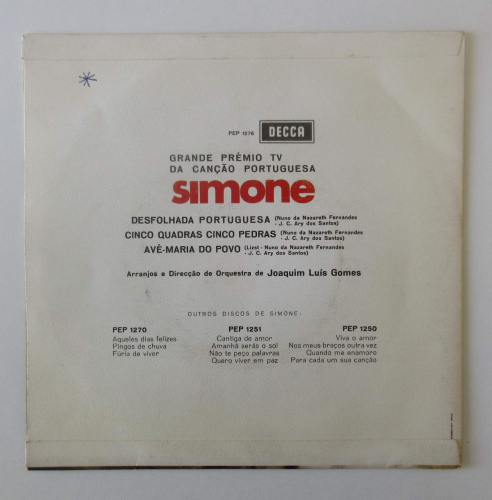 PEP 1276 DECCA
GRANDE PRÉMIO TV
DA CANÇÃO PORTUGUESA
simone
DESFOLHADA PORTUGUESA (Nuno da Nazareth Fernandes
- J. C. Ary dos Santos)
CINCO QUADRAS CINCO PEDRAS (Nuno da Nazareth Fernandes
- J. C. Ary dos Santos)
AVÉ-MARIA DO POVO (Liszt - Nuno da Nazareth Fernandes
- J. C. Ary dos Santos)
Arranjos e Direcção de Orquestra de Joaquim Luís Gomes
OUTROS DISCOS DE SIMONE:
PEP 1270
Aqueles dias felizes
Pingos de chuva
Fúria de viver
PEP 1251
Cantiga de amor
Amanhã serás o sol
Não te peço palavras
Quero viver em paz
PEP 1250
Viva o amor
Nos meus braços outra vez
Quando me enamoro
Para cada um sua canção